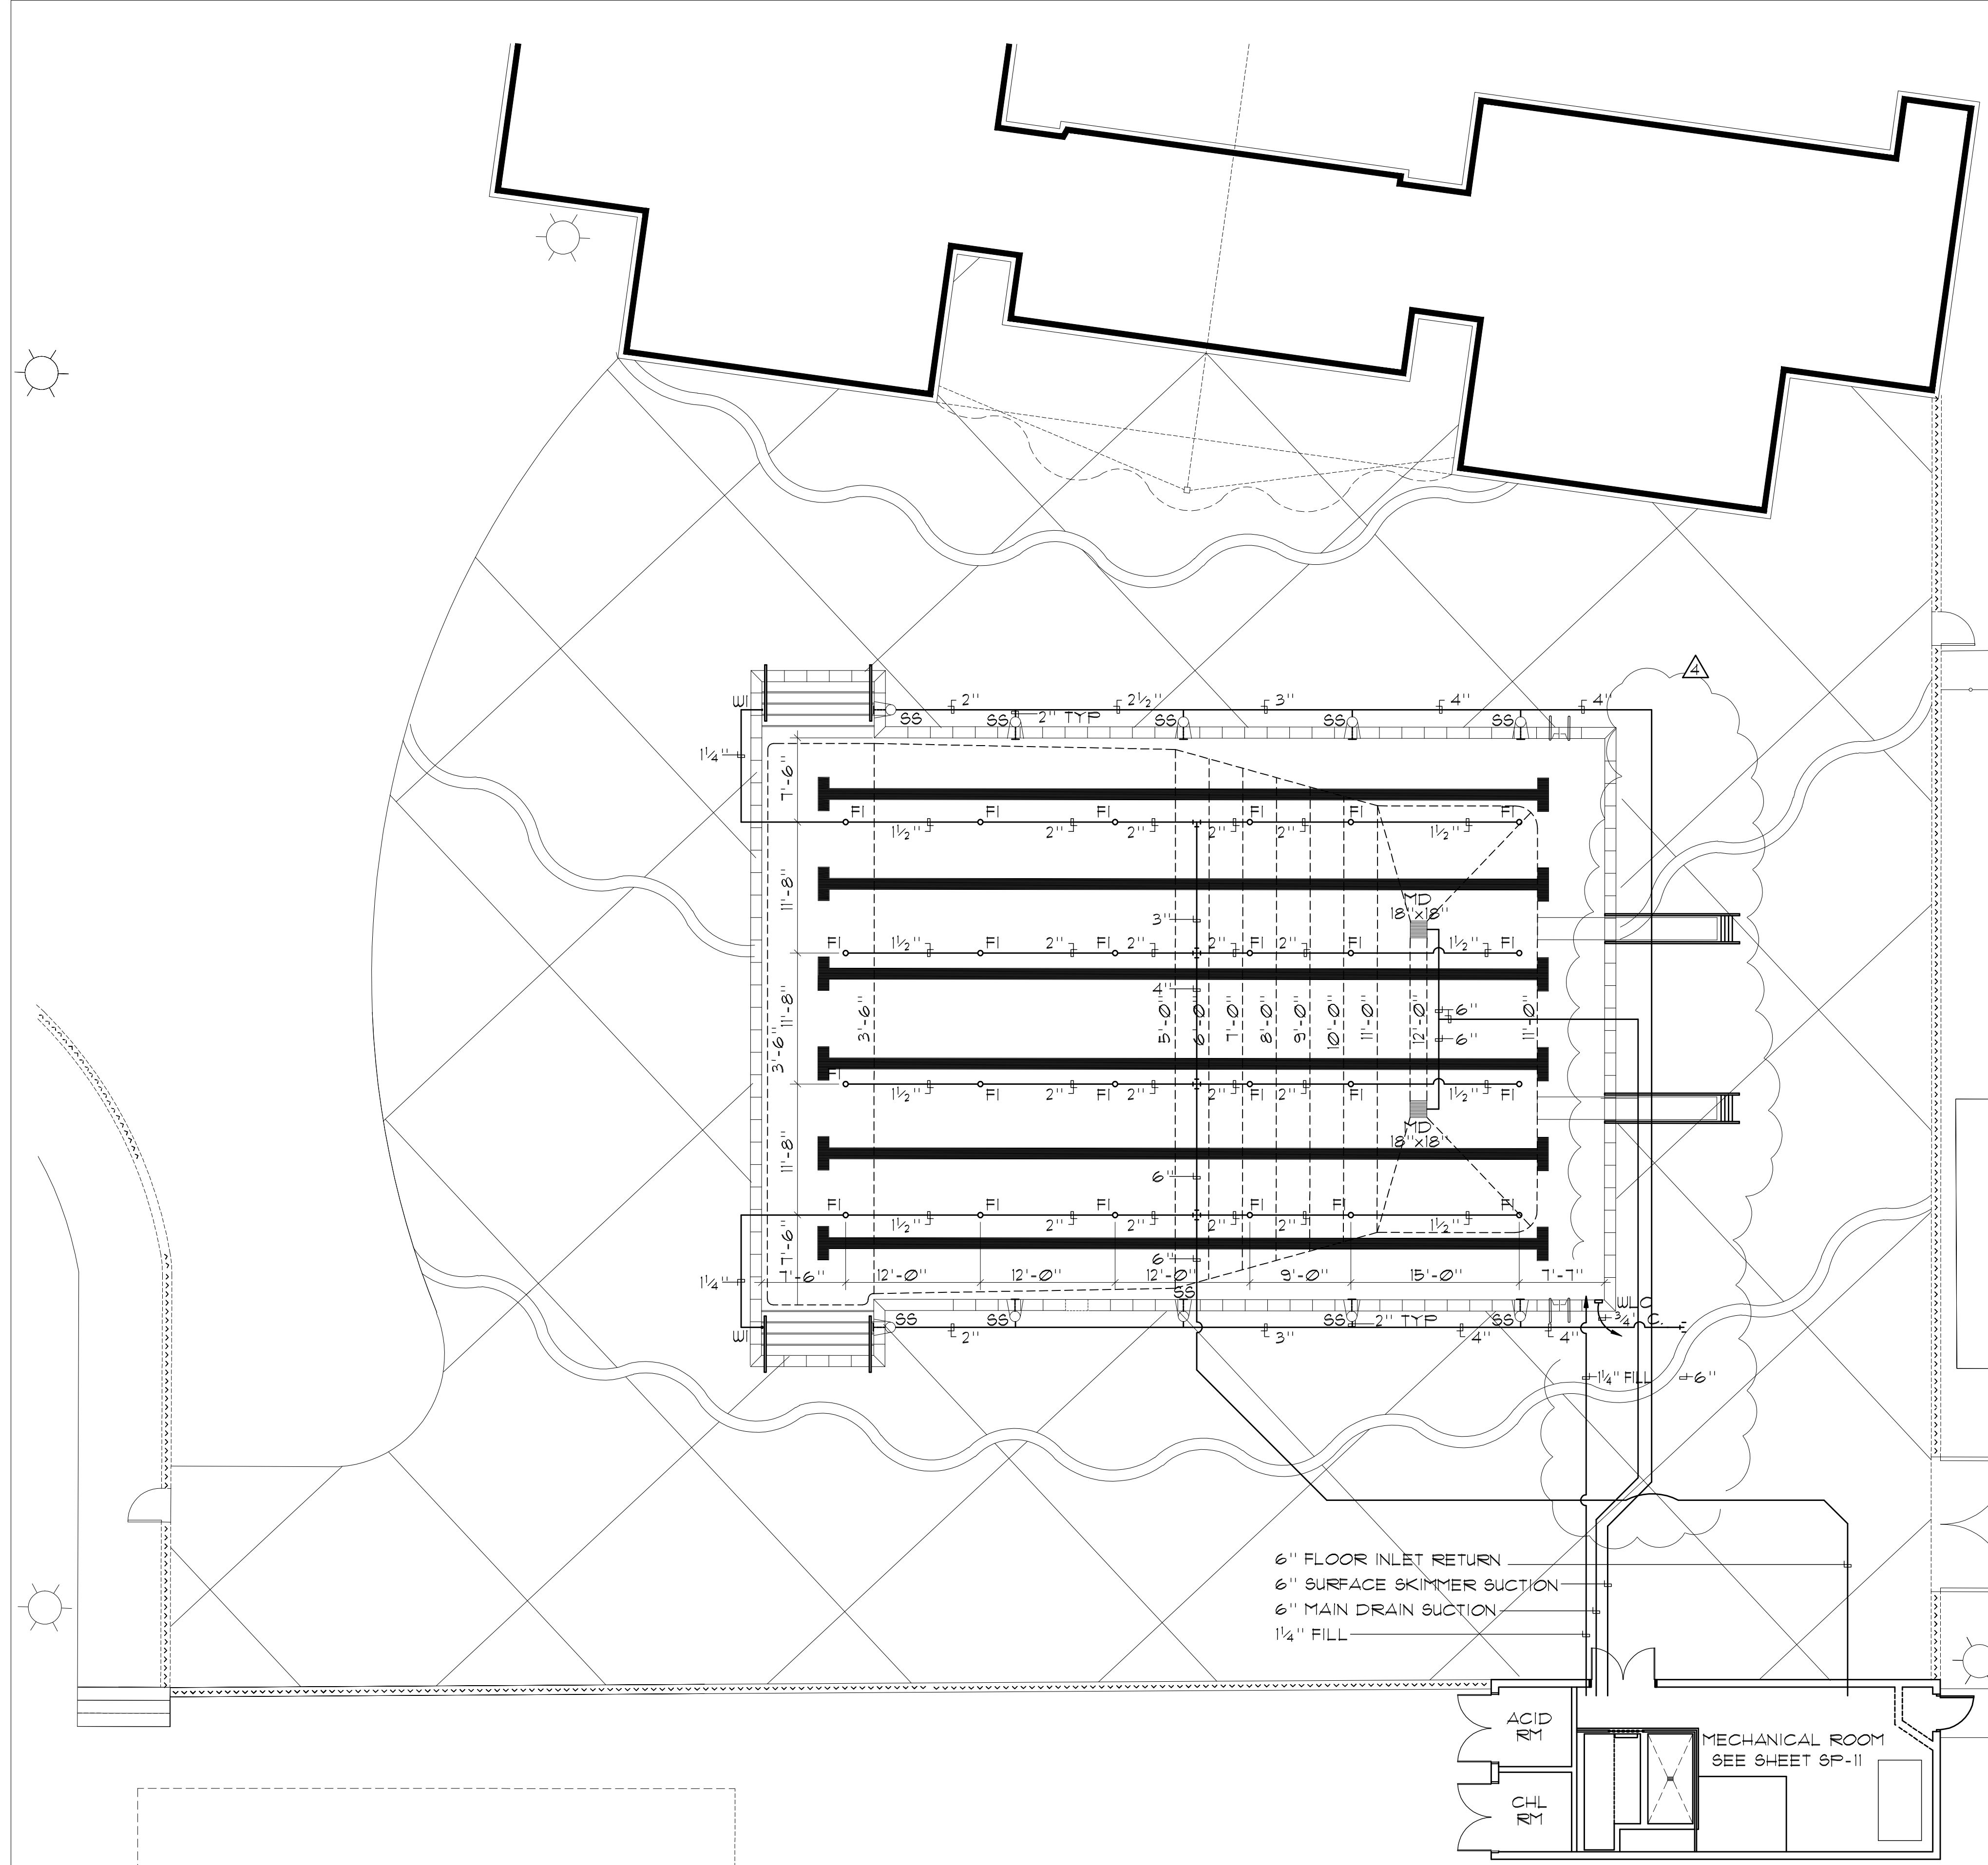 4
WI
SS
2"
2½"
3"
4"
4"
SS
2" TYP
SS
SS
SS
1¼"
7'-6"
FI
FI
FI
FI
FI
FI
1½"
2"
2"
2"
2"
1½"
11'-8"
3"
MD
18"x18"
FI
1½"
FI
2"
FI
2"
2"
FI
2"
FI
1½"
FI
4"
11'-8"
3'-6"
3'-6"
5'-0"
6'-0"
7'-0"
8'-0"
9'-0"
10'-0"
11'-0"
12'-0"
11'-0"
6"
6"
FI
1½"
FI
2"
FI
2"
2"
FI
2"
FI
1½"
FI
11'-8"
MD
18"x18"
6"
FI
FI
FI
FI
FI
FI
1½"
2"
2"
2"
2"
1½"
7'-6"
6"
1¼"
7'-6"
12'-0"
12'-0"
12'-0"
9'-0"
15'-0"
7'-7"
WI
SS
2"
SS
SS
3"
SS
2" TYP
4"
SS
4"
WLC
¾" C.
1¼" FILL
6"
6" FLOOR INLET RETURN
6" SURFACE SKIMMER SUCTION
6" MAIN DRAIN SUCTION
1¼" FILL
ACID
RM
MECHANICAL ROOM
SEE SHEET SP-11
CHL
RM